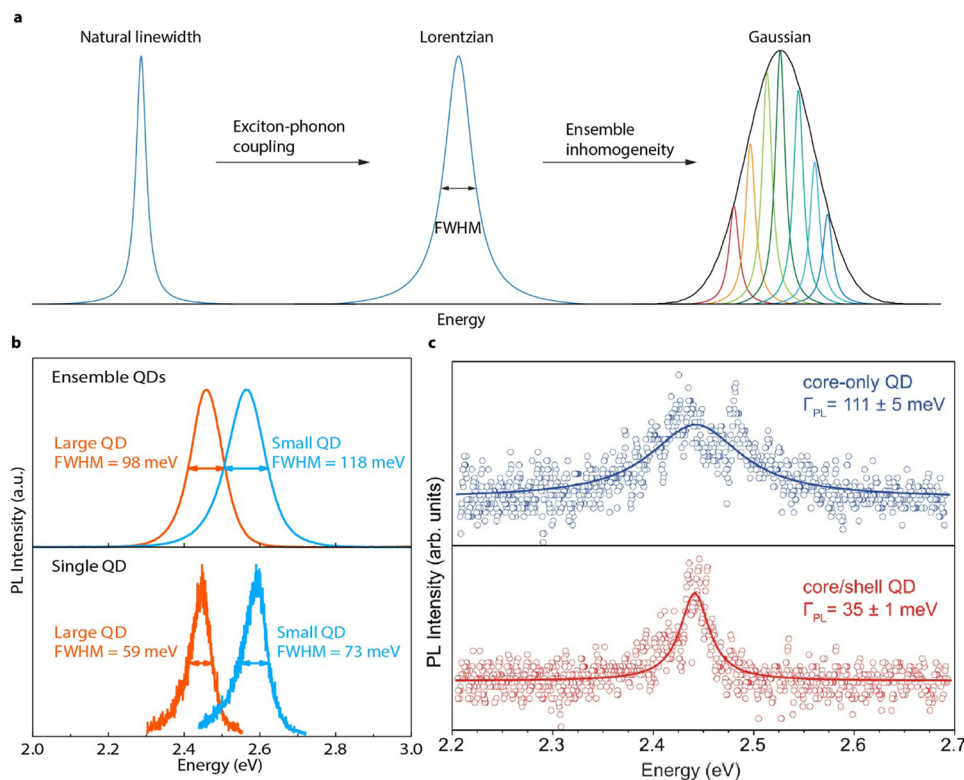 a
Natural linewidth
Lorentzian
Gaussian
Exciton-phonon
coupling
Ensemble
inhomogeneity
FWHM
Energy
b
Ensemble QDs
Large QD
FWHM = 98 meV
Small QD
FWHM = 118 meV
Single QD
Large QD
FWHM = 59 meV
Small QD
FWHM = 73 meV
PL Intensity (a.u.)
2.0 2.2 2.4 2.6 2.8 3.0
Energy (eV)
c
core-only QD
Γ_PL = 111 ± 5 meV
core/shell QD
Γ_PL = 35 ± 1 meV
PL Intensity (arb. units)
2.2 2.3 2.4 2.5 2.6 2.7
Energy (eV)